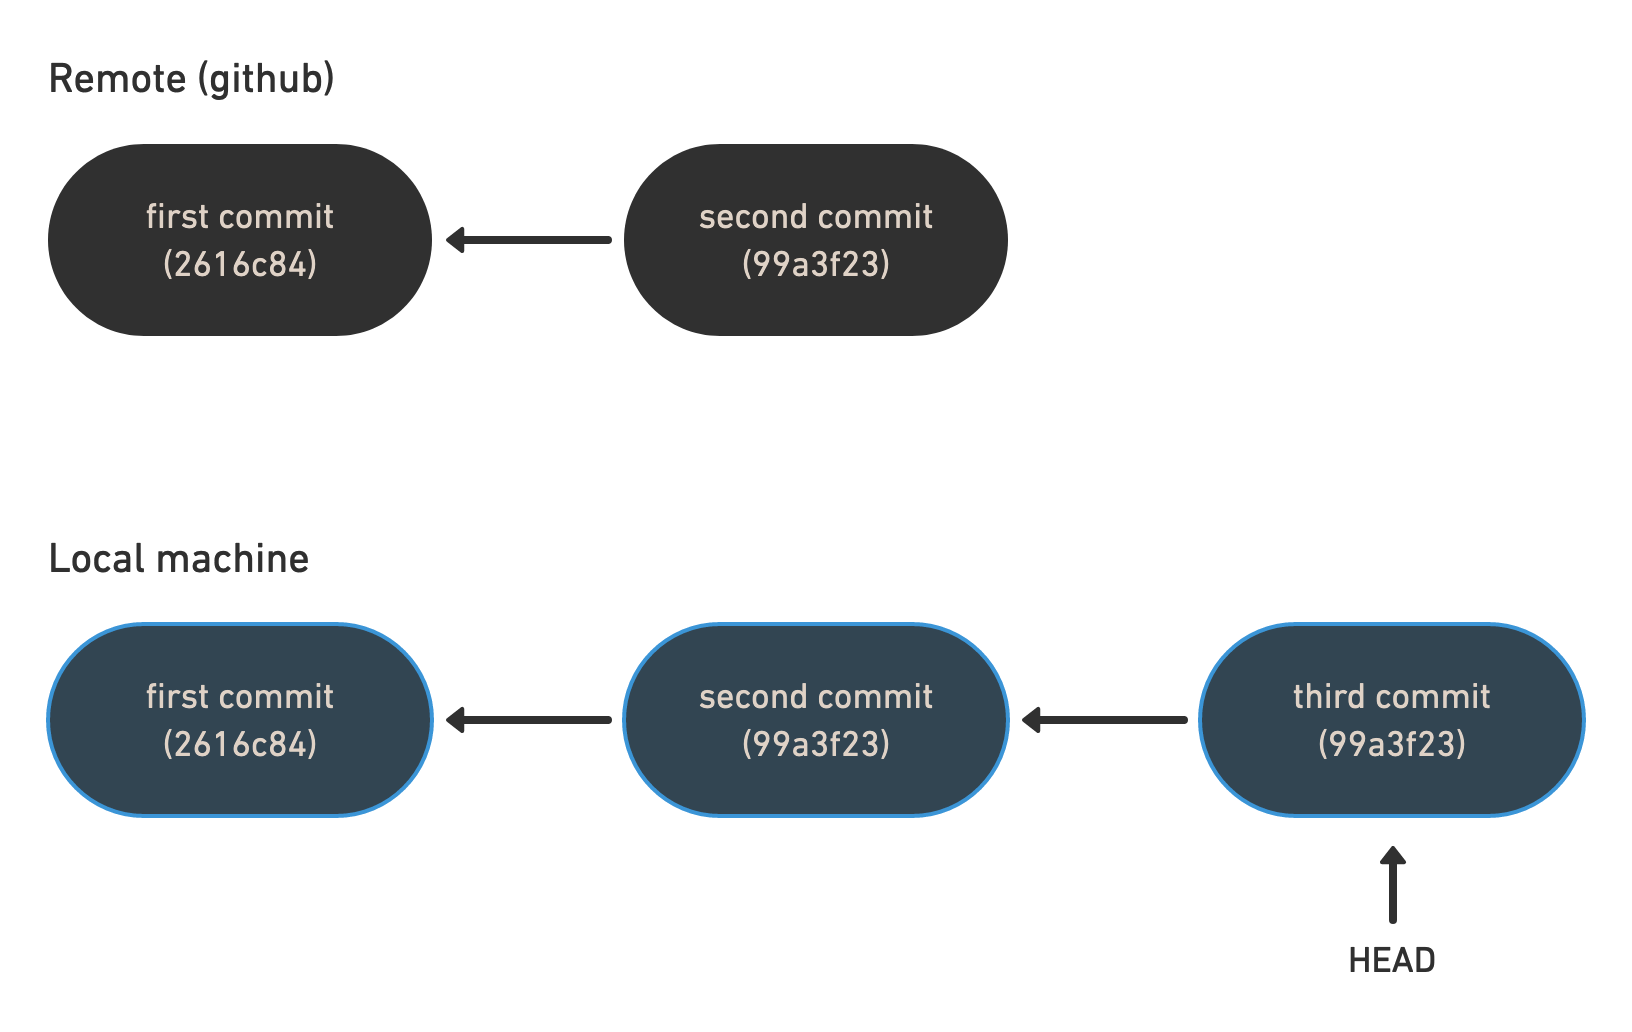 Remote (github)
first commit
(2616c84)
second commit
(99a3f23)
Local machine
first commit
(2616c84)
second commit
(99a3f23)
third commit
(99a3f23)
HEAD